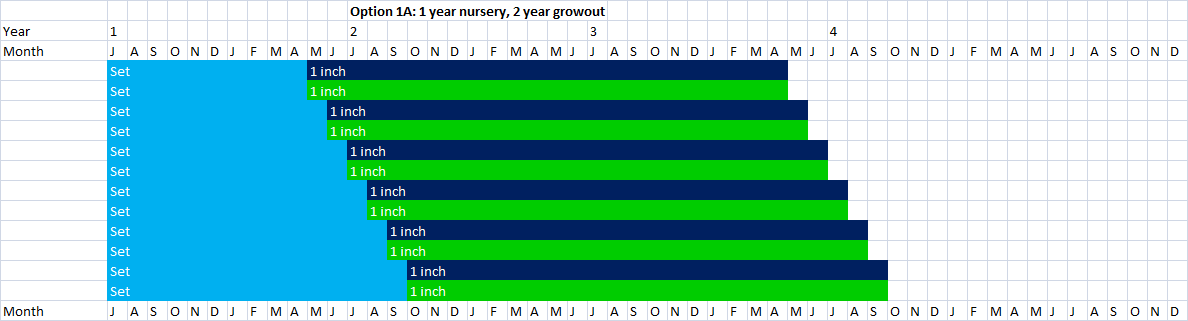 Option 1A: 1 year nursery, 2 year growout
Year 1 2 3 4
Month J A S O N D J F M A M J J A S O N D J F M A M J J A S O N D J F M A M J J A S O N D J F M A M J J A S O N D
Set 1 inch
Set 1 inch
Set 1 inch
Set 1 inch
Set 1 inch
Set 1 inch
Set 1 inch
Set 1 inch
Set 1 inch
Set 1 inch
Set 1 inch
Set 1 inch
Month J A S O N D J F M A M J J A S O N D J F M A M J J A S O N D J F M A M J J A S O N D J F M A M J J A S O N D